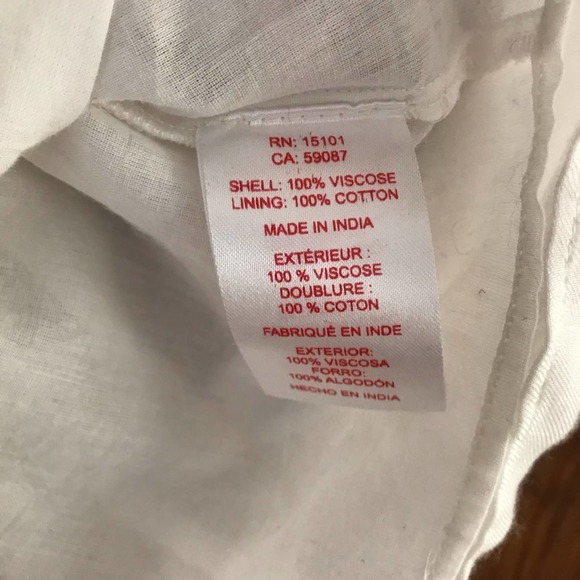 RN: 15101
CA: 59087
SHELL: 100% VISCOSE
LINING: 100% COTTON
MADE IN INDIA
EXTÉRIEUR :
100 % VISCOSE
DOUBLURE :
100 % COTON
FABRIQUÉ EN INDE
EXTERIOR:
100% VISCOSA
FORRO:
100% ALGODÓN
HECHO EN INDIA